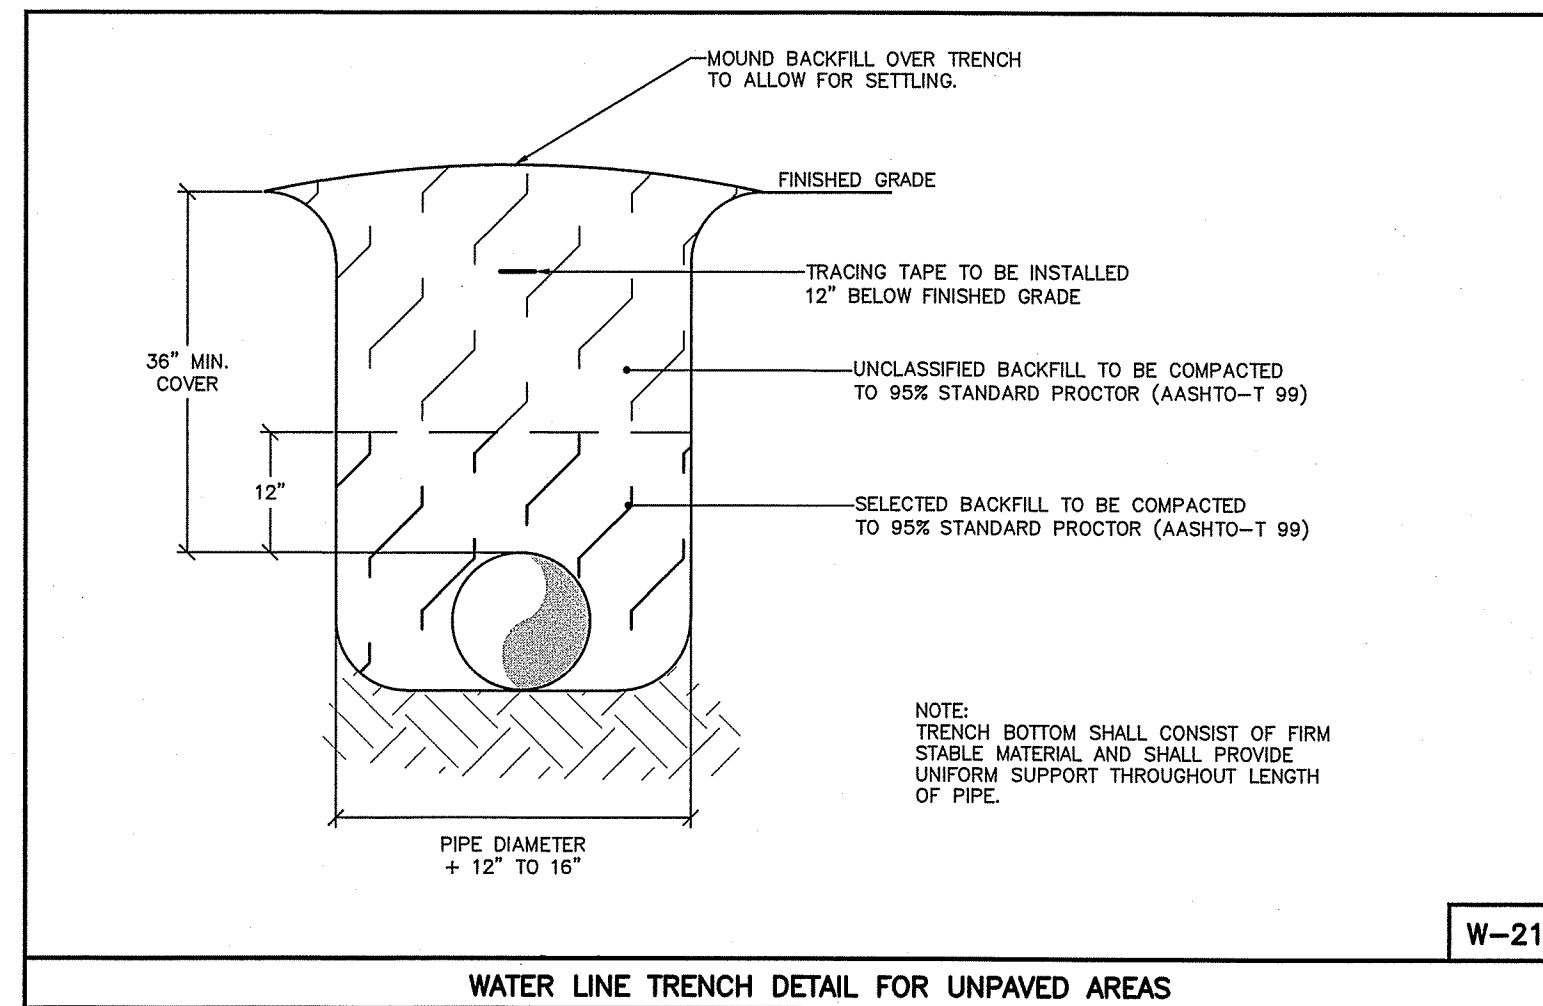 MOUND BACKFILL OVER TRENCH
TO ALLOW FOR SETTLING.
FINISHED GRADE
TRACING TAPE TO BE INSTALLED
12" BELOW FINISHED GRADE
36" MIN.
COVER
UNCLASSIFIED BACKFILL TO BE COMPACTED
TO 95% STANDARD PROCTOR (AASHTO-T 99)
12"
SELECTED BACKFILL TO BE COMPACTED
TO 95% STANDARD PROCTOR (AASHTO-T 99)
NOTE:
TRENCH BOTTOM SHALL CONSIST OF FIRM
STABLE MATERIAL AND SHALL PROVIDE
UNIFORM SUPPORT THROUGHOUT LENGTH
OF PIPE.
PIPE DIAMETER
+ 12" TO 16"
W-21
WATER LINE TRENCH DETAIL FOR UNPAVED AREAS